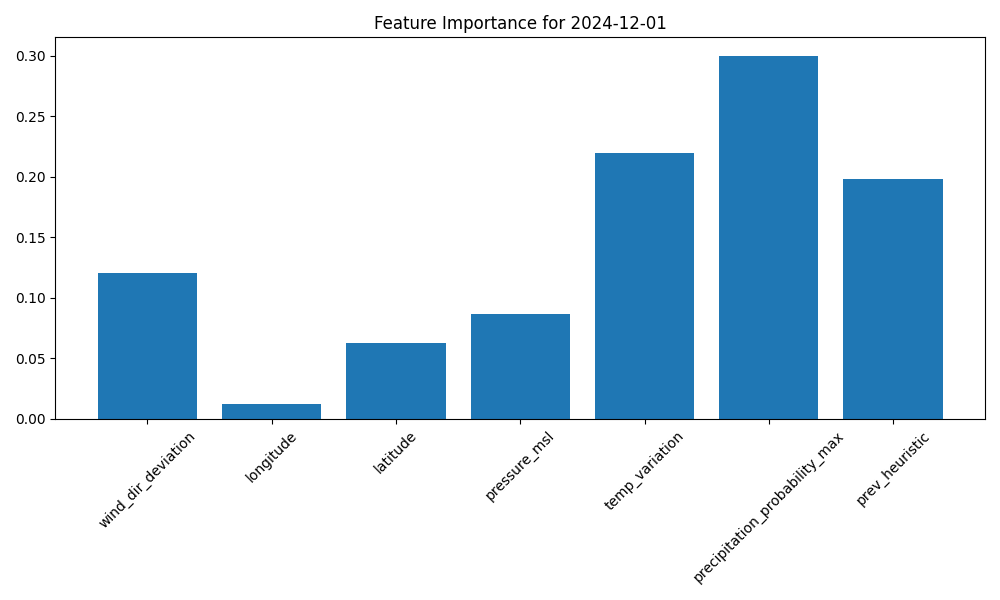 Feature Importance for 2024-12-01
0.30
0.25
0.20
0.15
0.10
0.05
0.00
wind_dir_deviation
longitude
latitude
pressure_msl
temp_variation
precipitation_probability_max
prev_heuristic